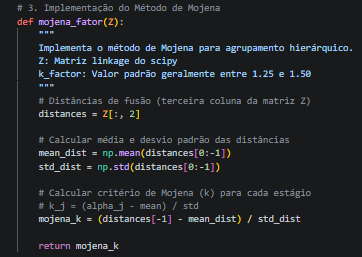 # 3. Implementação do Método de Mojena
def mojena_fator(Z):
"""
Implementa o método de Mojena para agrupamento hierárquico.
Z: Matriz linkage do scipy
k_factor: Valor padrão geralmente entre 1.25 e 1.50
"""
# Distâncias de fusão (terceira coluna da matriz Z)
distances = Z[:, 2]
# Calcular média e desvio padrão das distâncias
mean_dist = np.mean(distances[0:-1])
std_dist = np.std(distances[0:-1])
# Calcular critério de Mojena (k) para cada estágio
# k_j = (alpha_j - mean) / std
mojena_k = (distances[-1] - mean_dist) / std_dist
return mojena_k